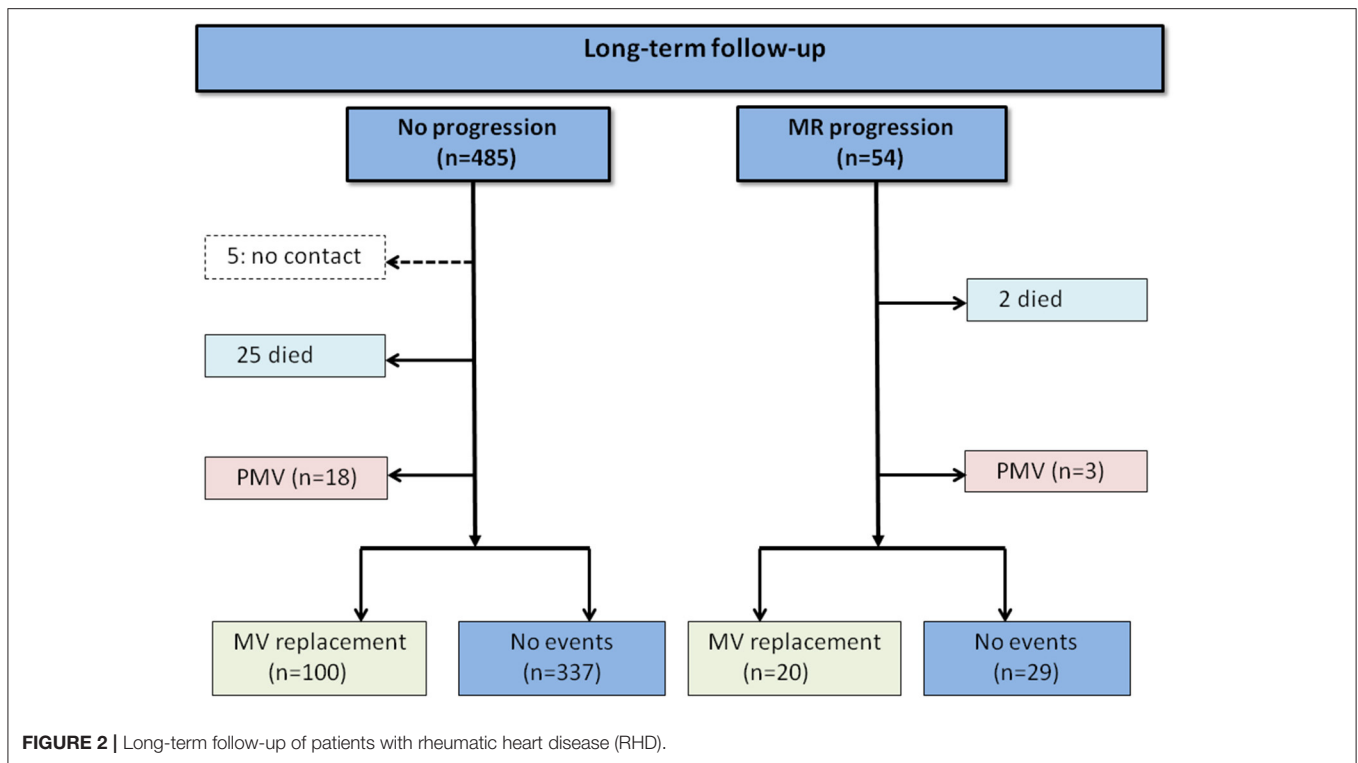 Long-term follow-up
No progression
(n=485)
MR progression
(n=54)
5: no contact
2 died
25 died
PMV (n=18)
PMV (n=3)
MV replacement
(n=100)
No events
(n=337)
MV replacement
(n=20)
No events
(n=29)
FIGURE 2 | Long-term follow-up of patients with rheumatic heart disease (RHD).